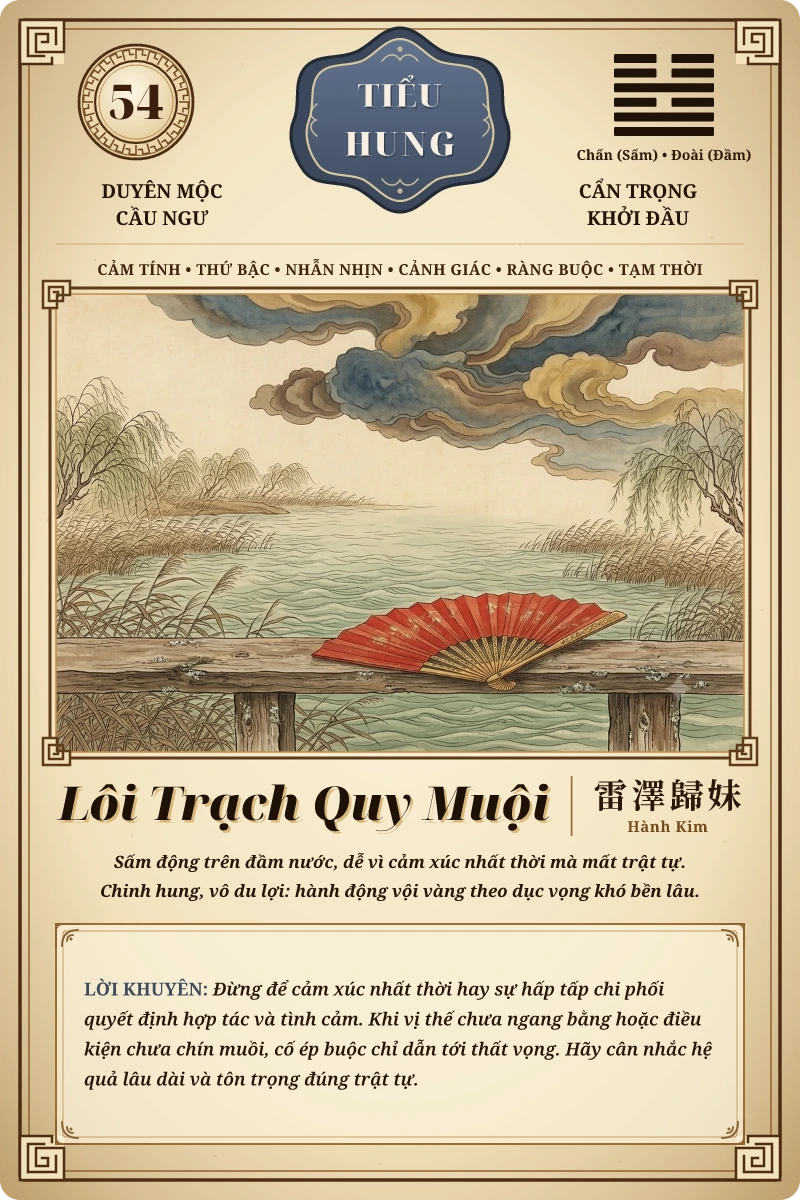 54
TIỂU
HUNG
Chấn (Sấm) • Đoài (Đầm)
DUYÊN MỘC
CẦU NGƯ
CẨN TRỌNG
KHỞI ĐẦU
CẢM TÍNH • THỨ BẬC • NHẪN NHỊN • CẢNH GIÁC • RÀNG BUỘC • TẠM THỜI
Lôi Trạch Quy Muội
雷澤歸妹
Hành Kim
Sấm động trên đầm nước, dễ vì cảm xúc nhất thời mà mất trật tự.
Chinh hung, vô du lợi: hành động vội vàng theo dục vọng khó bền lâu.
LỜI KHUYÊN: Đừng để cảm xúc nhất thời hay sự hấp tấp chi phối
quyết định hợp tác và tình cảm. Khi vị thế chưa ngang bằng hoặc điều
kiện chưa chín muồi, cố ép buộc chỉ dẫn tới thất vọng. Hãy cân nhắc hệ
quả lâu dài và tôn trọng đúng trật tự.